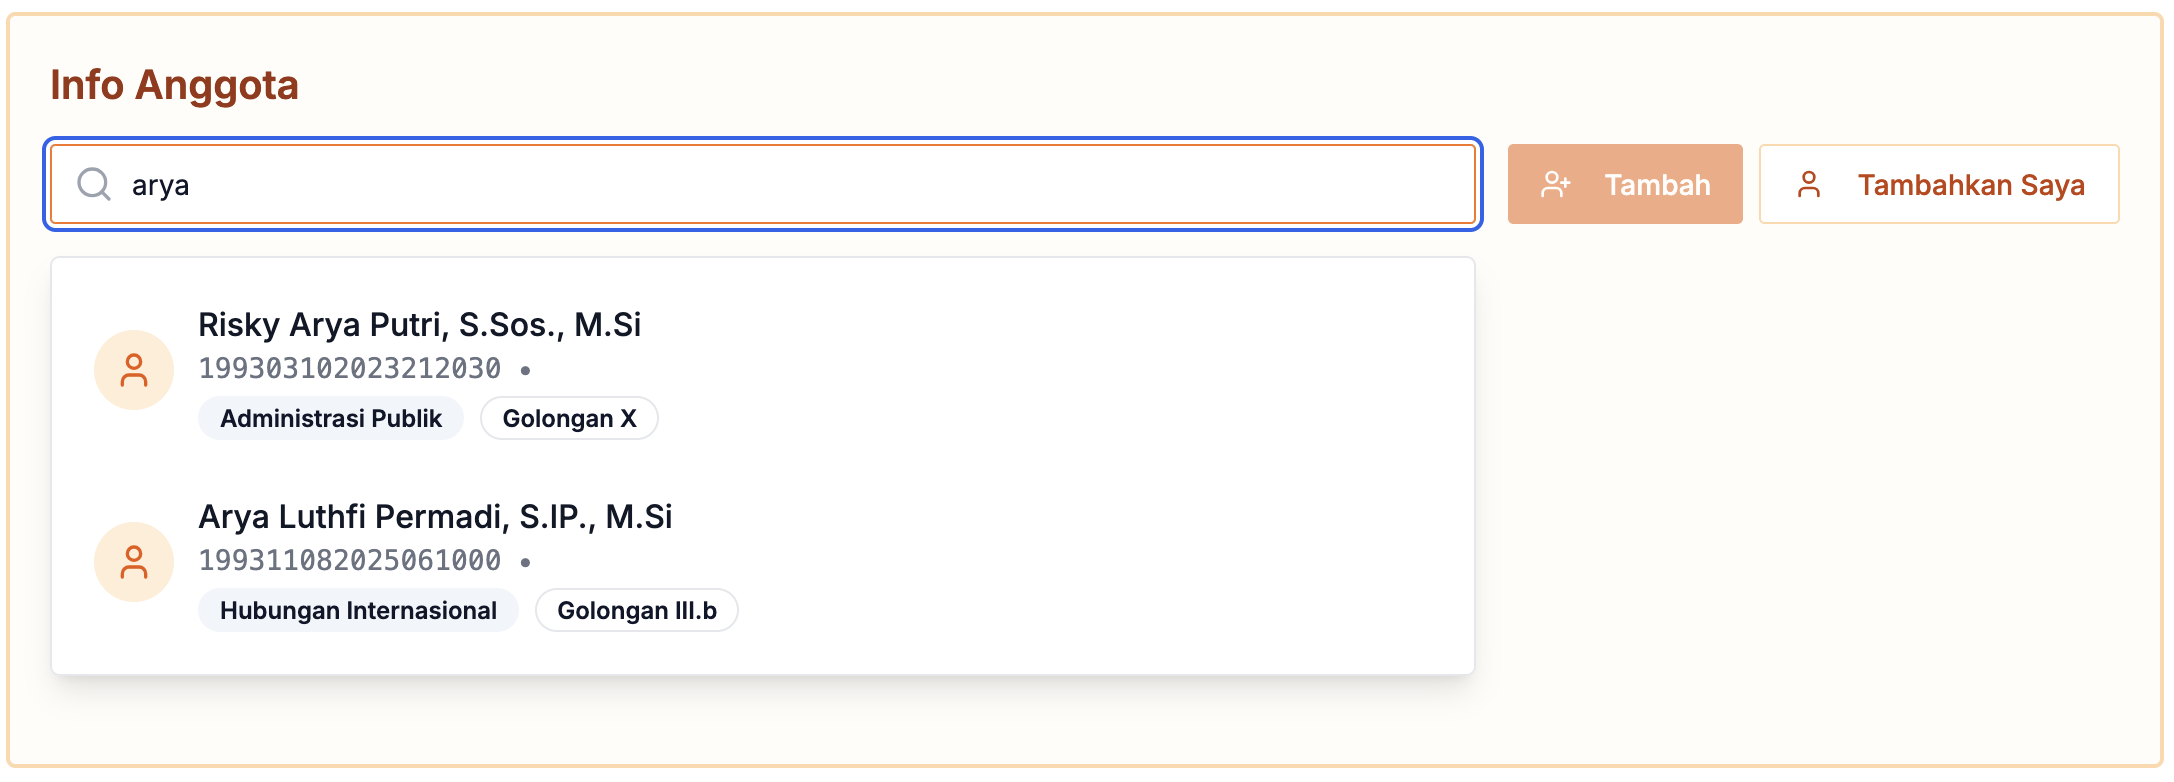 Info Anggota
arya
Tambah
Tambahkan Saya
Risky Arya Putri, S.Sos., M.Si
199303102023212030 •
Administrasi Publik
Golongan X
Arya Luthfi Permadi, S.IP., M.Si
199311082025061000 •
Hubungan Internasional
Golongan III.b